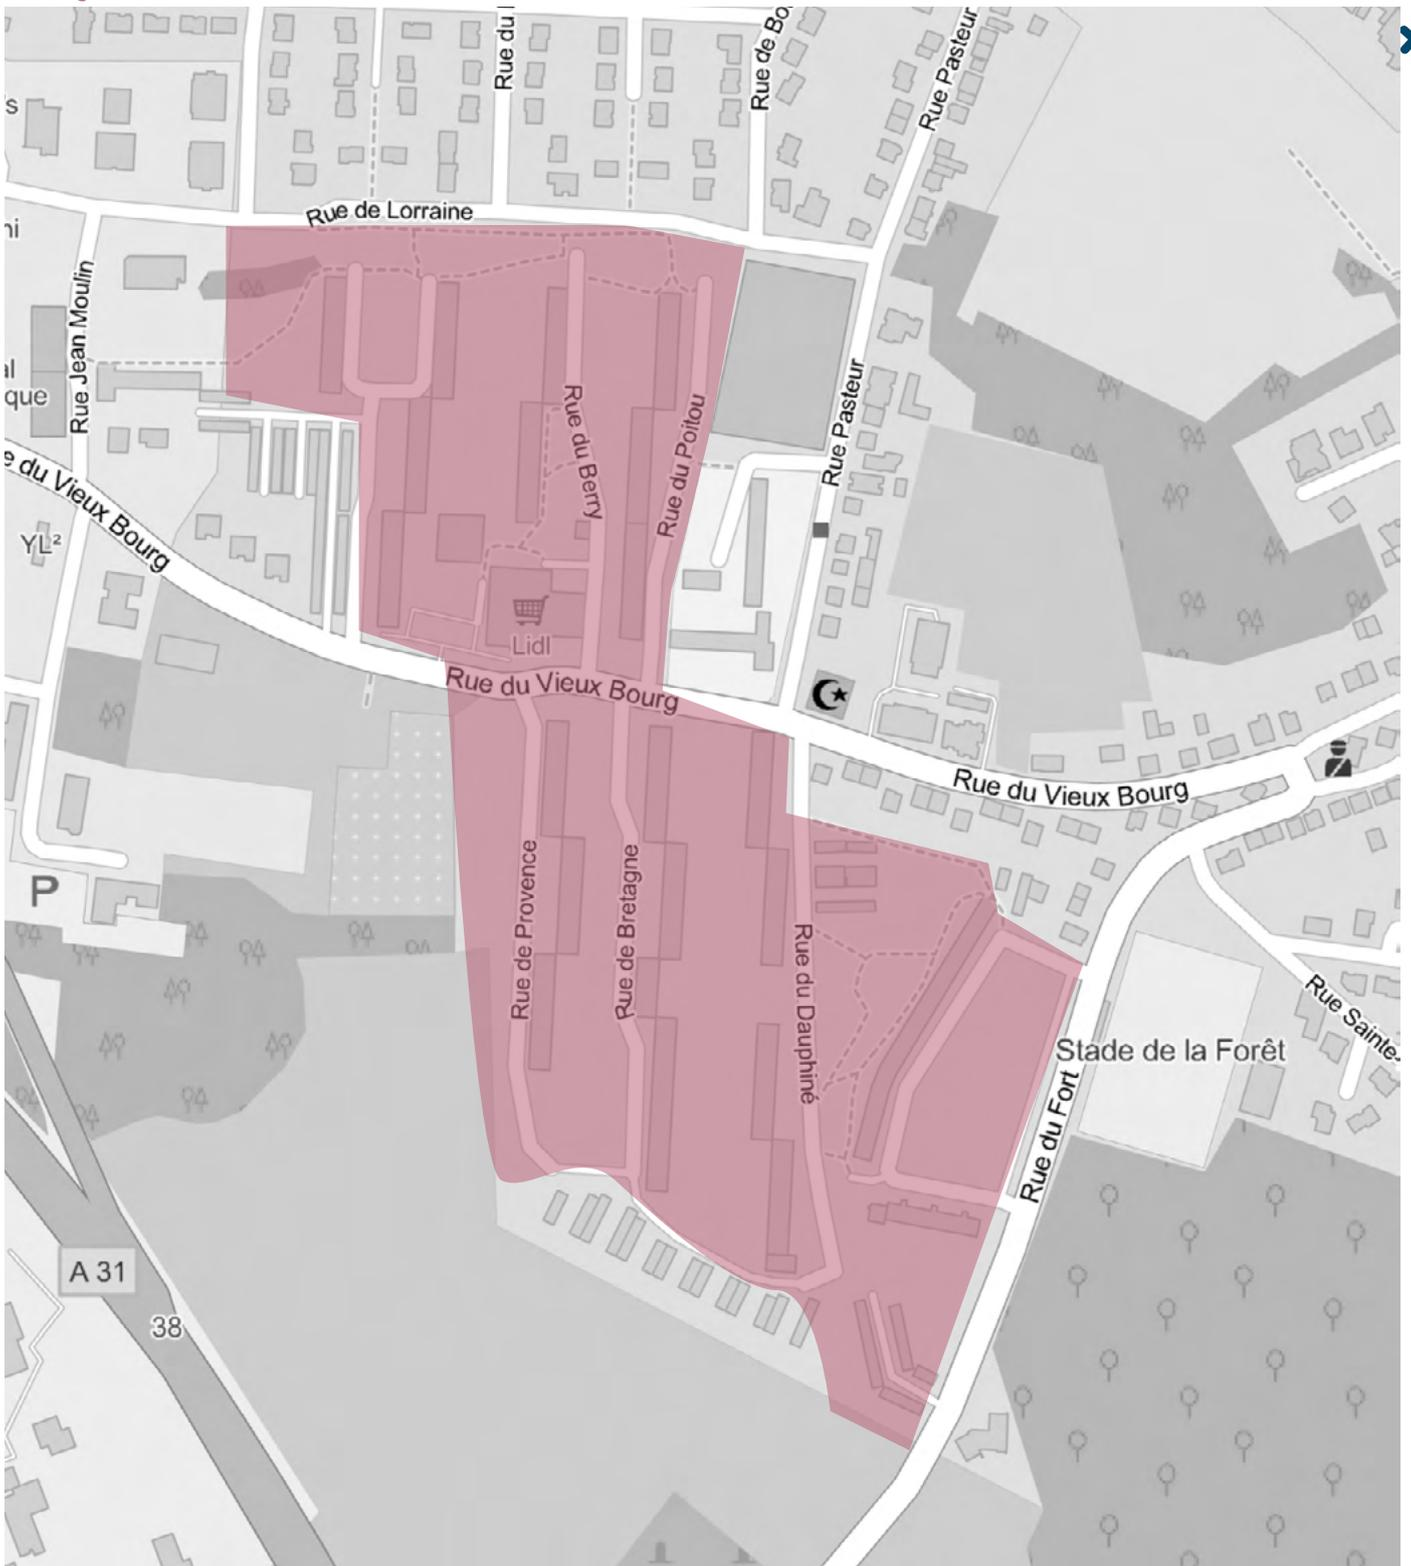 Rue du
Rue de Bo
Rue Pasteur
s
Rue de Lorraine
ni
Rue Jean Moulin
al
que
Rue du Berry
Rue du Poitou
Rue Pasteur
e du Vieux Bourg
YL²
Lidl
Rue du Vieux Bourg
Rue du Vieux Bourg
P
Rue de Provence
Rue de Bretagne
Rue du Dauphiné
Rue Sainte-
Stade de la Forêt
Rue du Fort
A 31
38